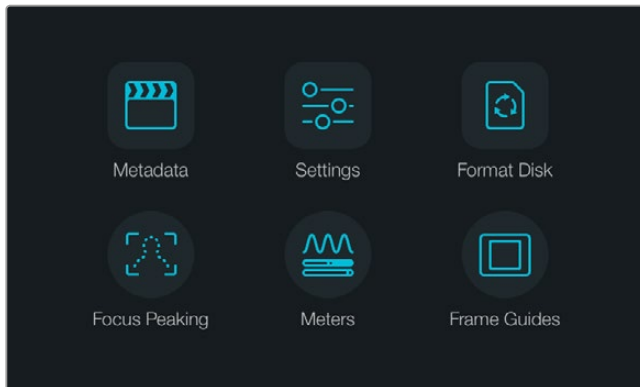 Metadata
Settings
Format Disk
Focus Peaking
Meters
Frame Guides